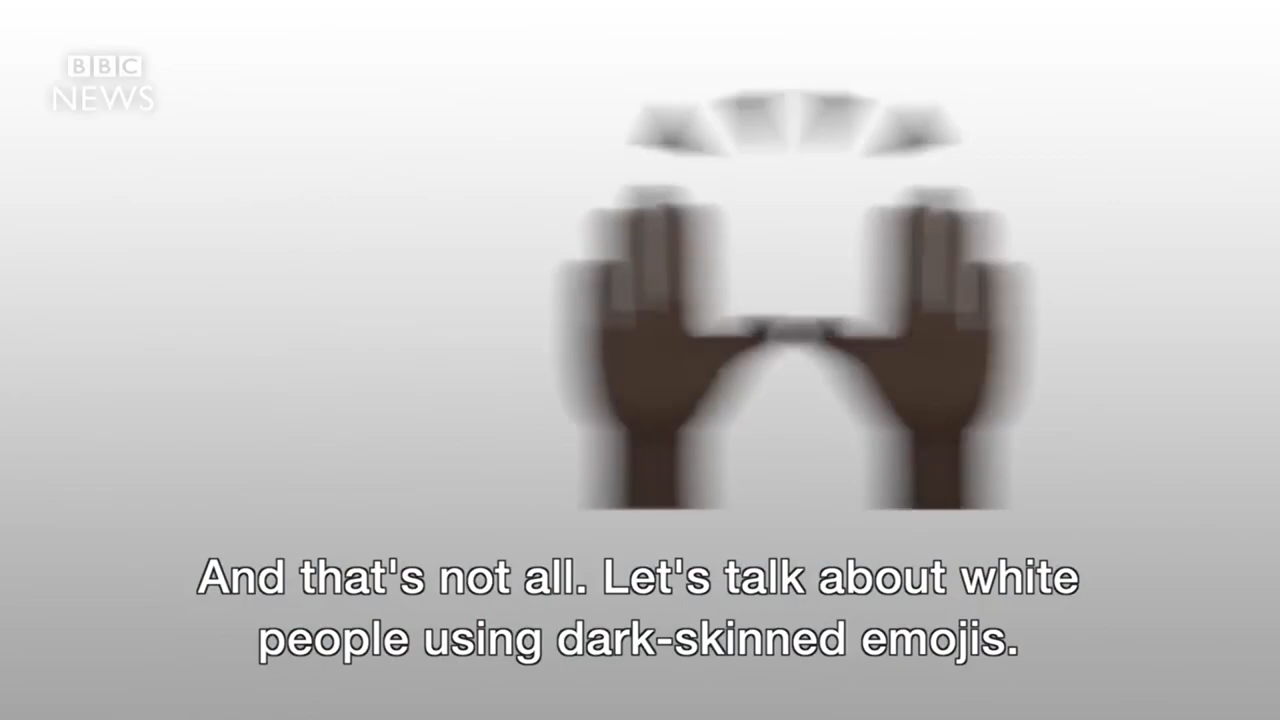 BBC
NEWS
And that's not all. Let's talk about white
people using dark-skinned emojis.